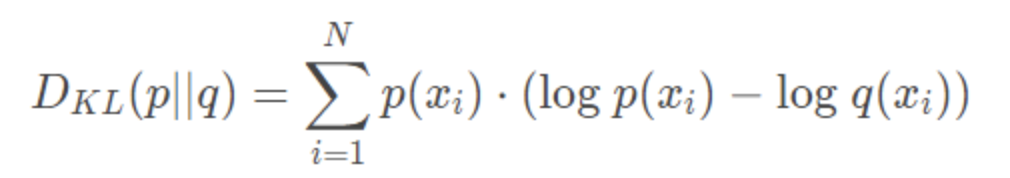 D_{KL}(p||q) = \sum_{i=1}^{N} p(x_i) \cdot (\log p(x_i) - \log q(x_i))